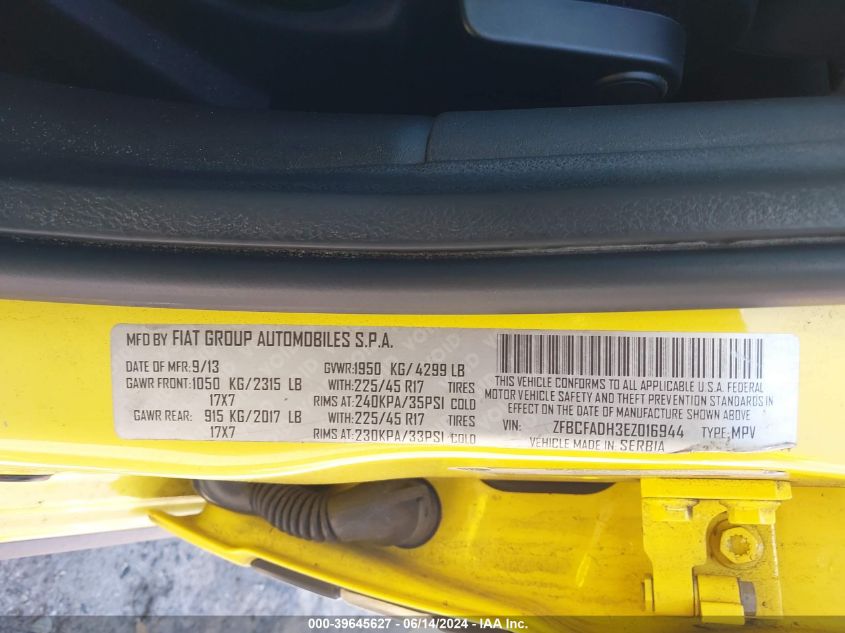 MFD BY FIAT GROUP AUTOMOBILES S.P.A.
DATE OF MFR: 9/13 GVWR: 1950 KG/4299 LB
GAWR FRONT: 1050 KG/2315 LB WITH: 225/45 R17 TIRES
17X7 RIMS AT: 240KPA/35PSI COLD
GAWR REAR: 915 KG/2017 LB WITH: 225/45 R17 TIRES
17X7 RIMS AT: 230KPA/33PSI COLD
THIS VEHICLE CONFORMS TO ALL APPLICABLE U.S.A. FEDERAL
MOTOR VEHICLE SAFETY BUMPER AND THEFT PREVENTION STANDARDS
IN EFFECT ON THE DATE OF MANUFACTURE SHOWN ABOVE.
VIN: ZFBCFADH3EZ016944 TYPE: MPV
VEHICLE MADE IN SERBIA
000-39645627 - 06/14/2024 - IAAI.COM